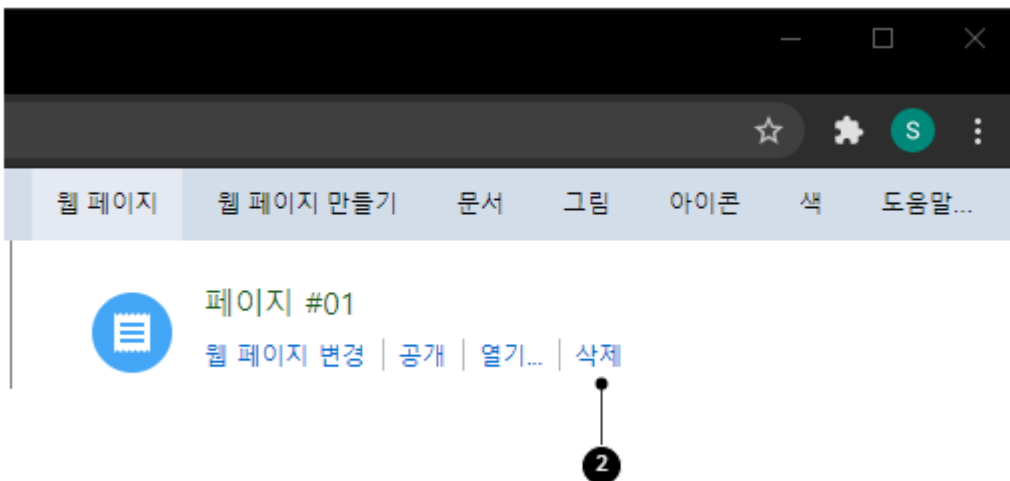 S
웹 페이지 웹 페이지 만들기 문서 그림 아이콘 색 도움말...
페이지 #01
웹 페이지 변경 | 공개 | 열기... | 삭제
2